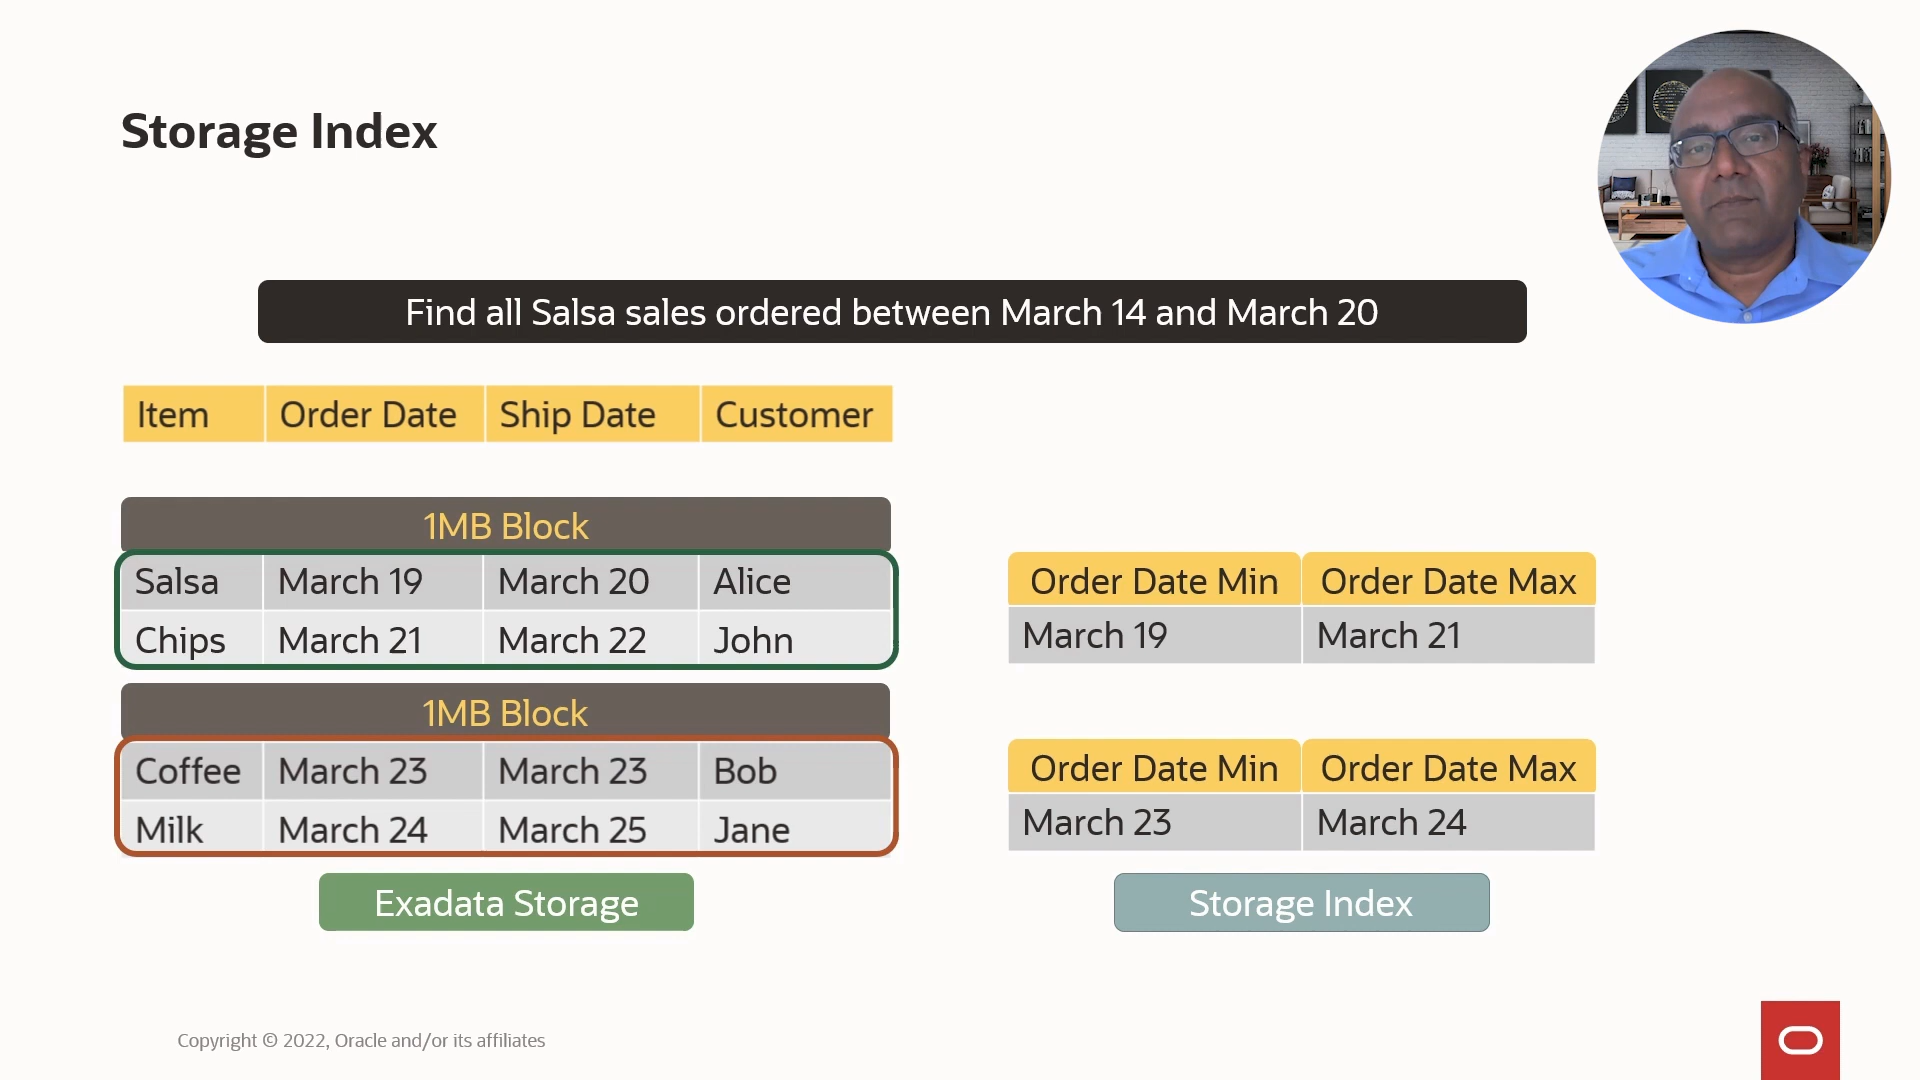 Storage Index
Find all Salsa sales ordered between March 14 and March 20
Item Order Date Ship Date Customer
1MB Block
Salsa March 19 March 20 Alice
Chips March 21 March 22 John
Order Date Min Order Date Max
March 19 March 21
1MB Block
Coffee March 23 March 23 Bob
Milk March 24 March 25 Jane
Order Date Min Order Date Max
March 23 March 24
Exadata Storage
Storage Index
Copyright © 2022, Oracle and/or its affiliates